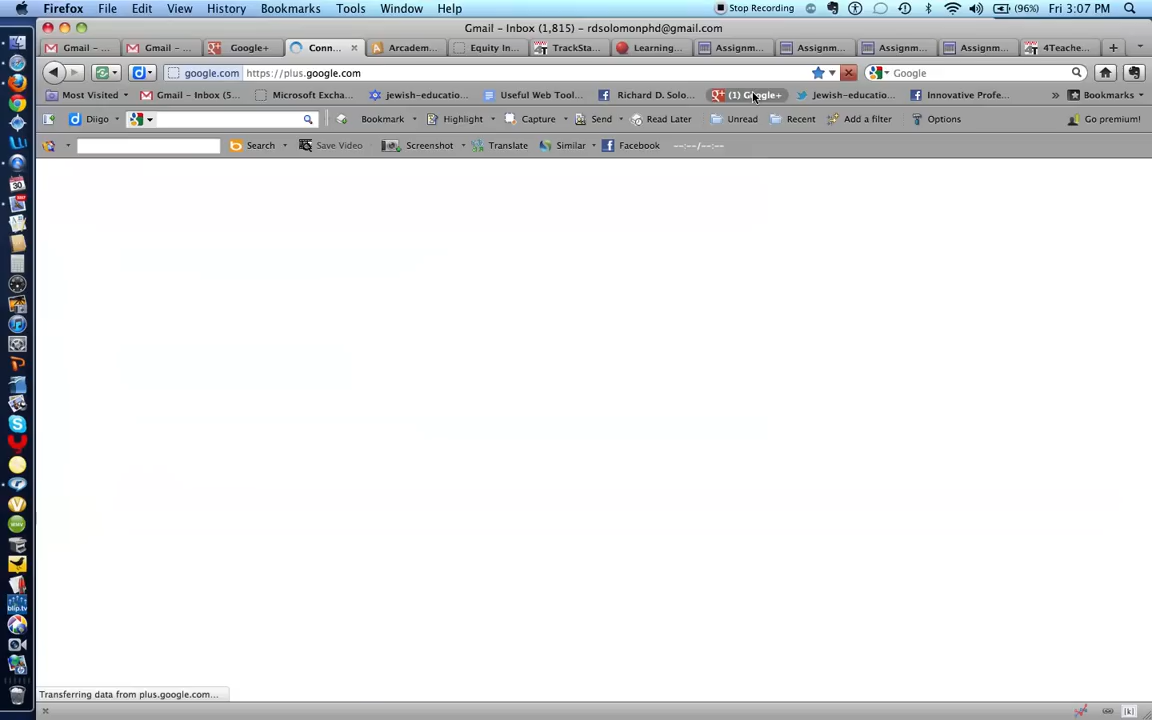 Firefox File Edit View History Bookmarks Tools Window Help Stop Recording (96%) Fri 3:07 PM
Gmail – Inbox (1,815) – rdsolomonphd@gmail.com
Gmail – ... Gmail – ... Google+ Conn... Arcadem... Equity In... TrackSta... Learning... Assignm... Assignm... Assignm... Assignm... 4Teache...
google.com https://plus.google.com Google
Most Visited Gmail – Inbox (5... Microsoft Excha... jewish-educatio... Useful Web Tool... Richard D. Solo... (1) Google+ Jewish-educatio... Innovative Profe... Bookmarks
Diigo Bookmark Highlight Capture Send Read Later Unread Recent Add a filter Options Go premium!
Search Save Video Screenshot Translate Similar Facebook --:--/--:--
30
blip.tv
Transferring data from plus.google.com...